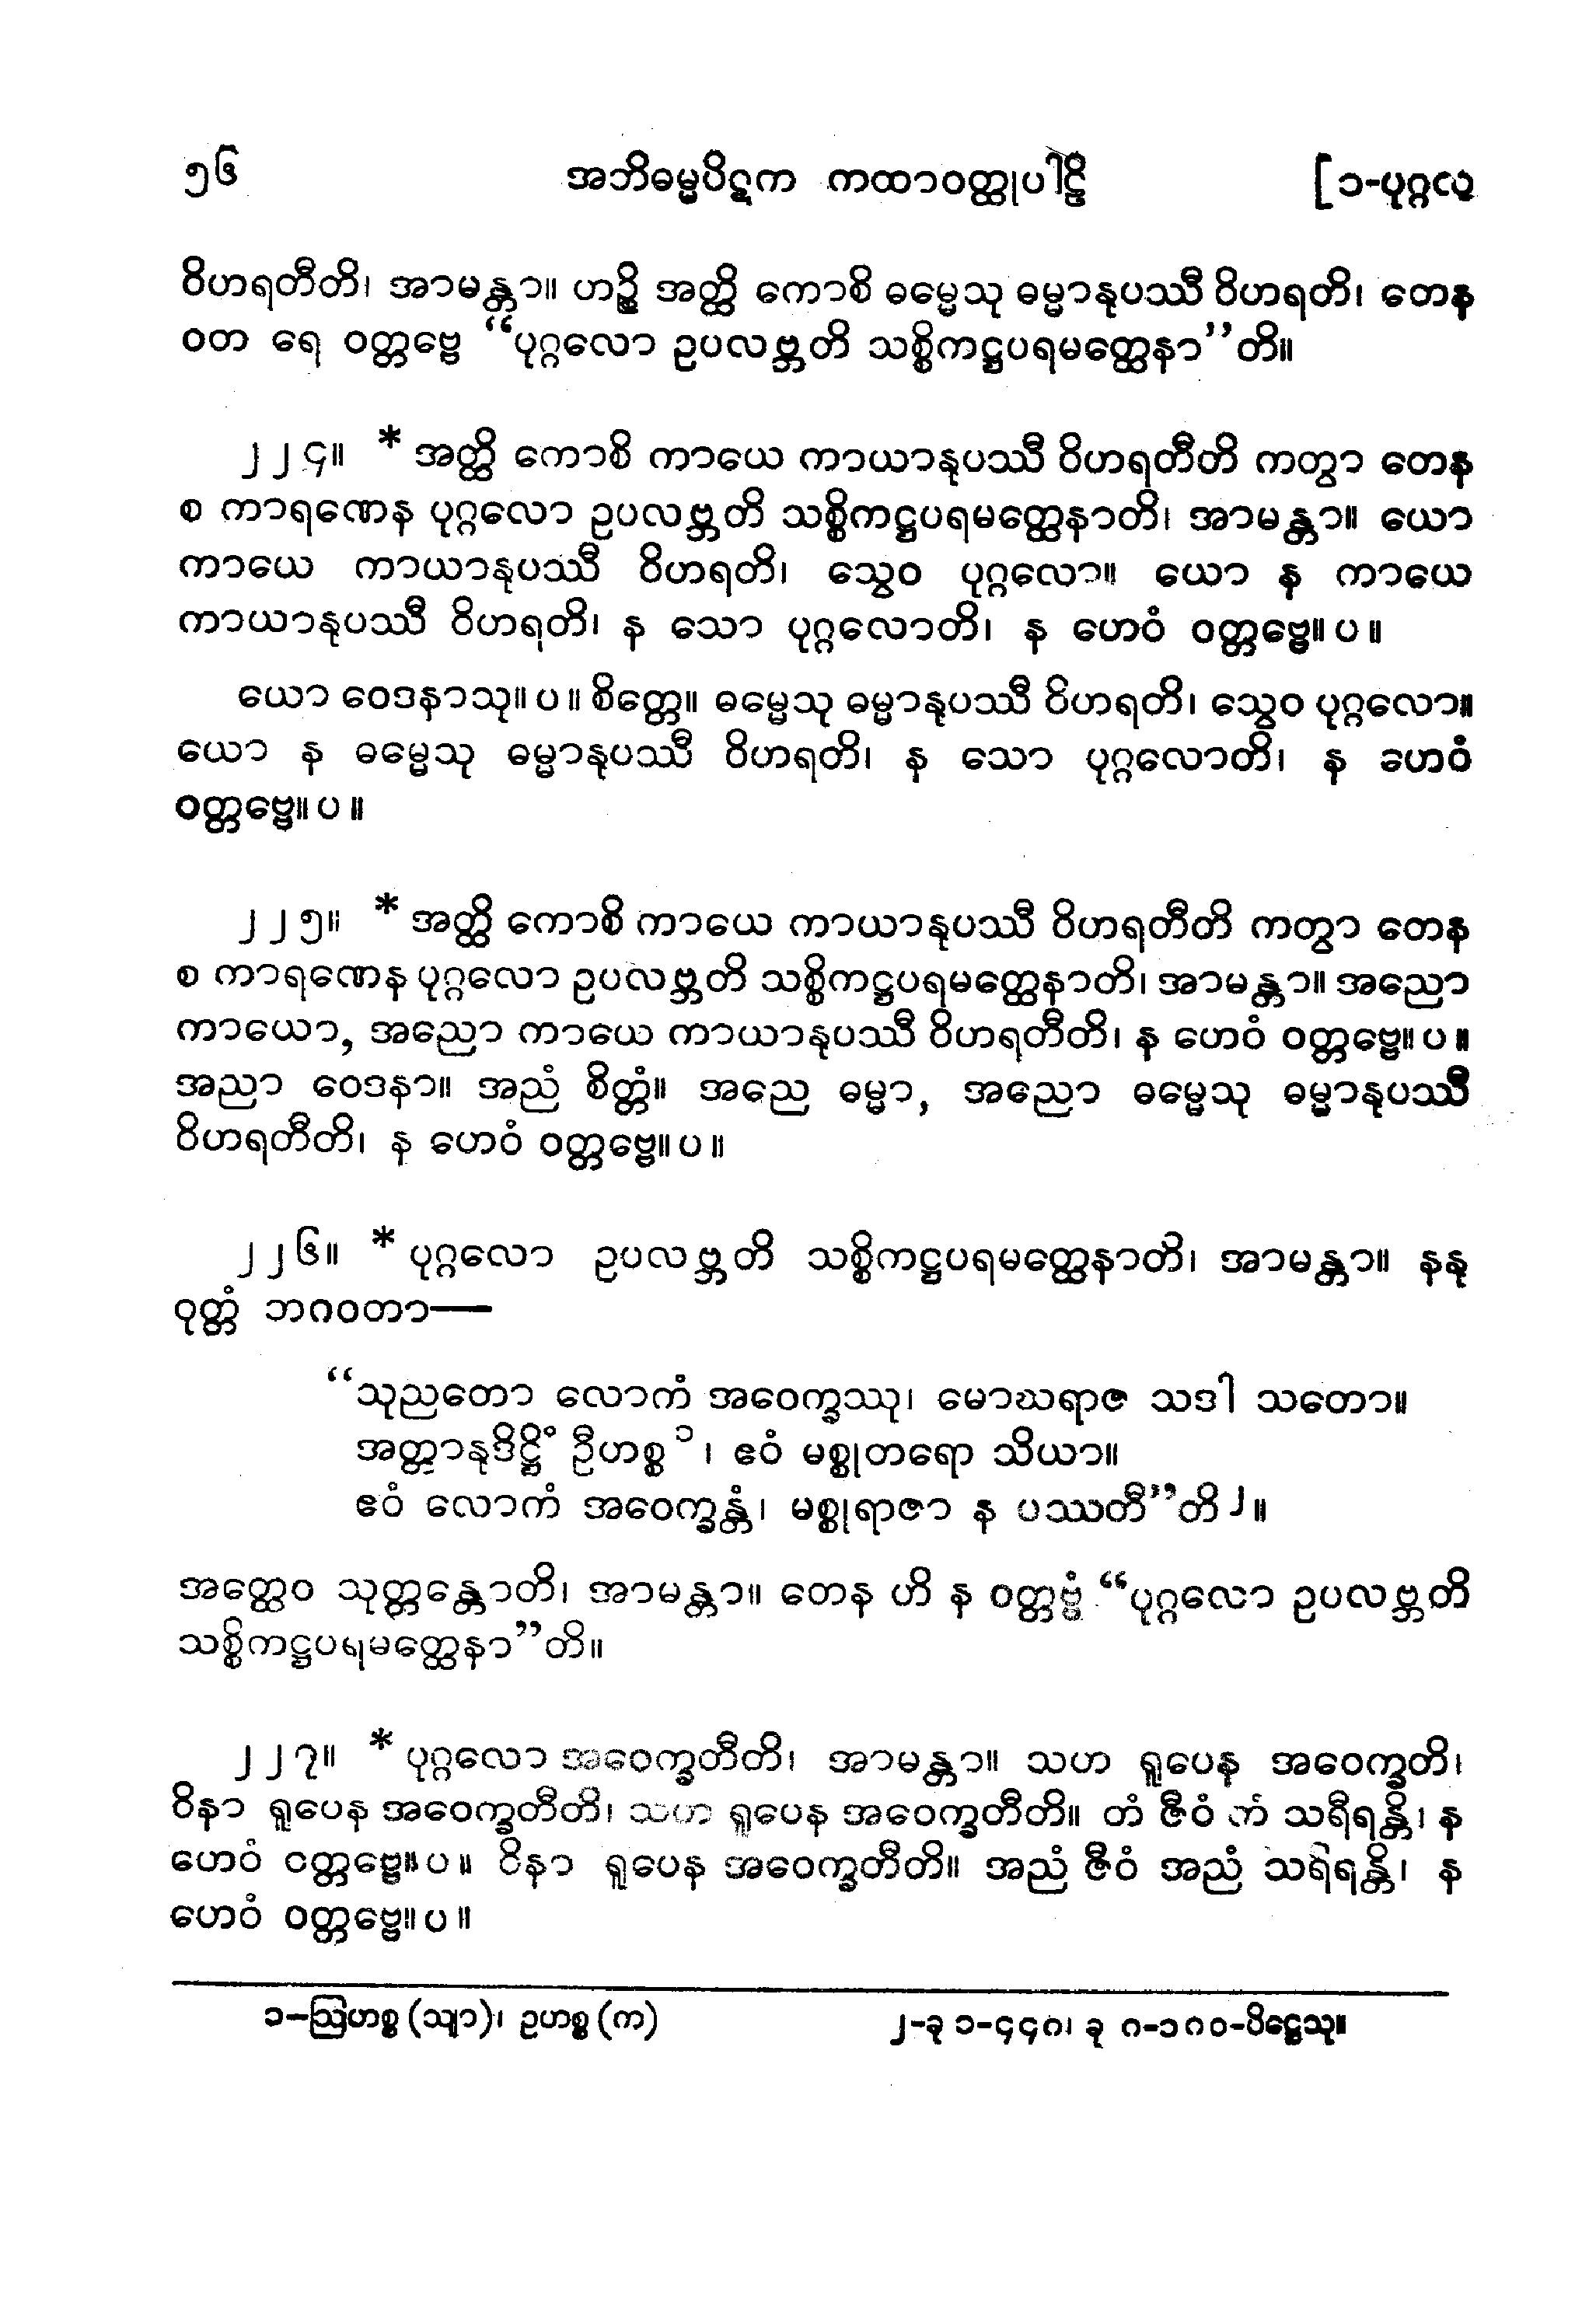 ၅၆ အဘိဓမ္မပိဋက ကထာဝတ္ထုပါဠိ [၁-ပုဂ္ဂလ
ဝိဟရတီတိ၊ အာမန္တာ။ ဟဉ္စိ အတ္ထိ ကောစိ ဓမ္မေသု ဓမ္မာနုပဿီ ဝိဟရတိ၊ တေန
ဝတ ရေ ဝတ္တဗ္ဗေ “ပုဂ္ဂလော ဥပလဗ္ဘတိ သစ္စိကဋ္ဌပရမတ္ထေနာ”တိ။
၂၂၄။ * အတ္ထိ ကောစိ ကာယေ ကာယာနုပဿီ ဝိဟရတီတိ ကတွာ တေန
စ ကာရဏေန ပုဂ္ဂလော ဥပလဗ္ဘတိ သစ္စိကဋ္ဌပရမတ္ထေနာတိ၊ အာမန္တာ။ ယော
ကာယေ ကာယာနုပဿီ ဝိဟရတိ၊ သွေဝ ပုဂ္ဂလော။ ယော န ကာယေ
ကာယာနုပဿီ ဝိဟရတိ၊ န သော ပုဂ္ဂလောတိ၊ န ဟေဝံ ဝတ္တဗ္ဗေ။ ပ ။
ယော ဝေဒနာသု။ ပ ။ စိတ္တေ။ ဓမ္မေသု ဓမ္မာနုပဿီ ဝိဟရတိ၊ သွေဝ ပုဂ္ဂလော။
ယော န ဓမ္မေသု ဓမ္မာနုပဿီ ဝိဟရတိ၊ န သော ပုဂ္ဂလောတိ၊ န ဟေဝံ
ဝတ္တဗ္ဗေ။ ပ ။
၂၂၅။ * အတ္ထိ ကောစိ ကာယေ ကာယာနုပဿီ ဝိဟရတီတိ ကတွာ တေန
စ ကာရဏေန ပုဂ္ဂလော ဥပလဗ္ဘတိ သစ္စိကဋ္ဌပရမတ္ထေနာတိ၊ အာမန္တာ။ အညော
ကာယော, အညော ကာယေ ကာယာနုပဿီ ဝိဟရတီတိ၊ န ဟေဝံ ဝတ္တဗ္ဗေ။ ပ ။
အညာ ဝေဒနာ။ အညံ စိတ္တံ။ အညေ ဓမ္မာ, အညော ဓမ္မေသု ဓမ္မာနုပဿီ
ဝိဟရတီတိ၊ န ဟေဝံ ဝတ္တဗ္ဗေ။ ပ ။
၂၂၆။ * ပုဂ္ဂလော ဥပလဗ္ဘတိ သစ္စိကဋ္ဌပရမတ္ထေနာတိ၊ အာမန္တာ။ နနု
ဝုတ္တံ ဘဂဝတာ—
“သုညတော လောကံ အဝေက္ခဿု၊ မောဃရာဇ သဒါ သတော။
အတ္တာနုဒိဋ္ဌိံ ဦဟစ္စ ၁၊ ဧဝံ မစ္စုတရော သိယာ။
ဧဝံ လောကံ အဝေက္ခန္တံ၊ မစ္စုရာဇာ န ပဿတီ”တိ ၂။
အတ္ထေဝ သုတ္တန္တောတိ၊ အာမန္တာ။ တေန ဟိ န ဝတ္တဗ္ဗံ “ပုဂ္ဂလော ဥပလဗ္ဘတိ
သစ္စိကဋ္ဌပရမတ္ထေနာ”တိ။
၂၂၇။ * ပုဂ္ဂလော အဝေက္ခတီတိ၊ အာမန္တာ။ သဟ ရူပေန အဝေက္ခတိ၊
ဝိနာ ရူပေန အဝေက္ခတီတိ၊ သဟ ရူပေန အဝေက္ခတီတိ။ တံ ဇီဝံ တံ သရီရန္တိ၊ န
ဟေဝံ ဝတ္တဗ္ဗေ။ ပ ။ ဝိနာ ရူပေန အဝေက္ခတီတိ။ အညံ ဇီဝံ အညံ သရီရန္တိ၊ န
ဟေဝံ ဝတ္တဗ္ဗေ။ ပ ။
၁-ဩဟစ္စ (သျာ)၊ ဥဟစ္စ (က) ၂-ခု ၁-၄၄၈၊ ခု ၈-၁၈၀-ပိဋ္ဌေသု။